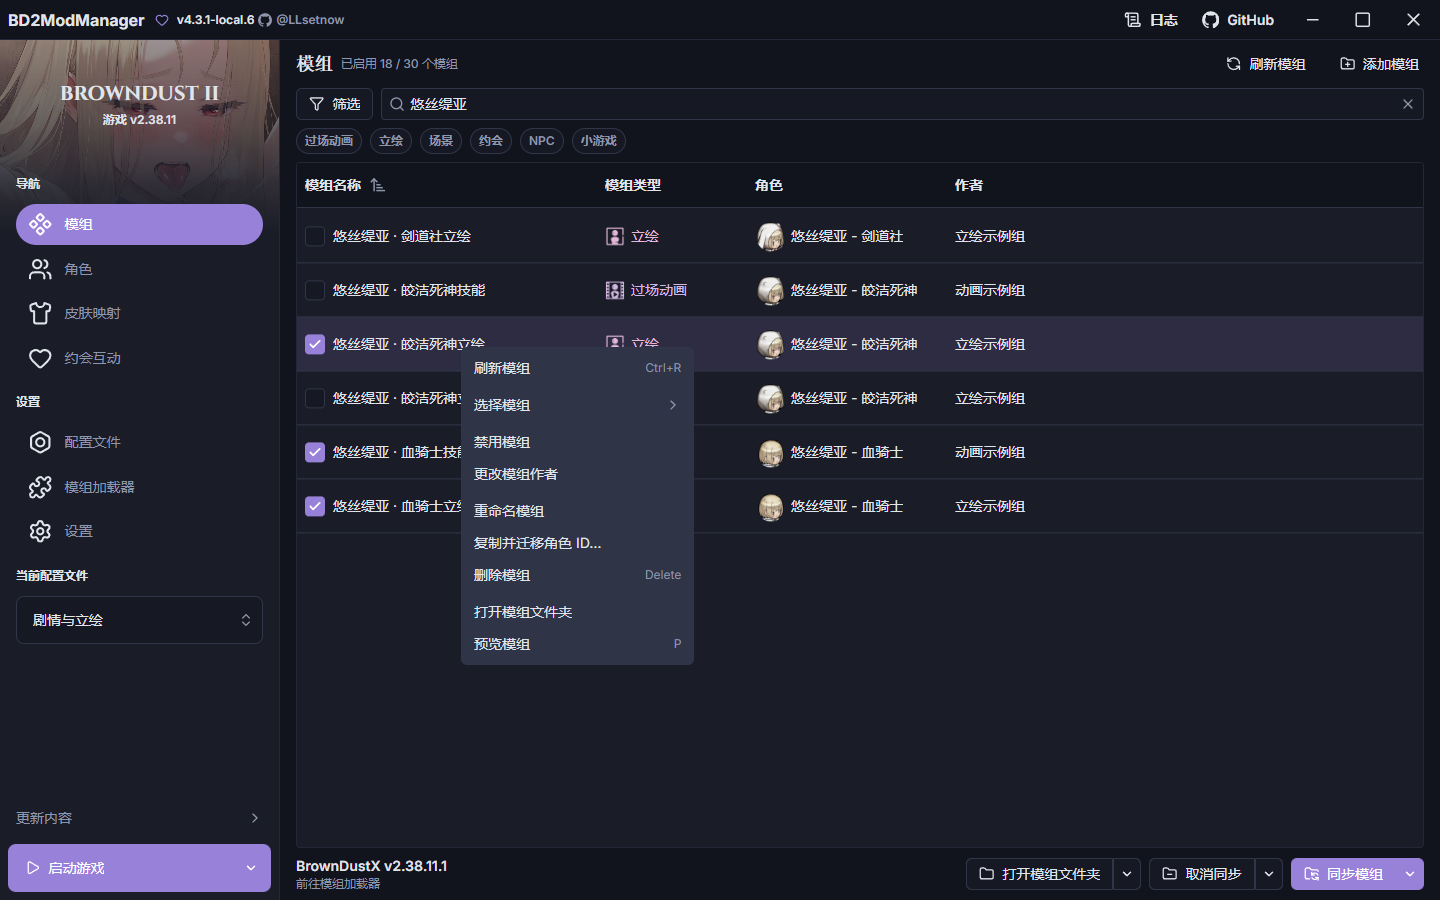 BD2ModManager v4.3.1-local.6 @LLsetnow
日志 GitHub
BROWNDUST II
游戏 v2.38.11
导航
模组
角色
皮肤映射
约会互动
设置
配置文件
模组加载器
设置
当前配置文件
剧情与立绘
更新内容
启动游戏
模组 已启用 18 / 30 个模组
刷新模组 添加模组
筛选 悠丝缇亚
过场动画 立绘 场景 约会 NPC 小游戏
模组名称 模组类型 角色 作者
悠丝缇亚 · 剑道社立绘 立绘 悠丝缇亚 - 剑道社 立绘示例组
悠丝缇亚 · 皎洁死神技能 过场动画 悠丝缇亚 - 皎洁死神 动画示例组
悠丝缇亚 · 皎洁死神立绘 立绘 悠丝缇亚 - 皎洁死神 立绘示例组
悠丝缇亚 · 皎洁死神 悠丝缇亚 - 皎洁死神 立绘示例组
悠丝缇亚 · 血骑士技能 悠丝缇亚 - 血骑士 动画示例组
悠丝缇亚 · 血骑士立绘 悠丝缇亚 - 血骑士 立绘示例组
刷新模组 Ctrl+R
选择模组
禁用模组
更改模组作者
重命名模组
复制并迁移角色 ID...
删除模组 Delete
打开模组文件夹
预览模组 P
BrownDustX v2.38.11.1
前往模组加载器
打开模组文件夹 取消同步 同步模组